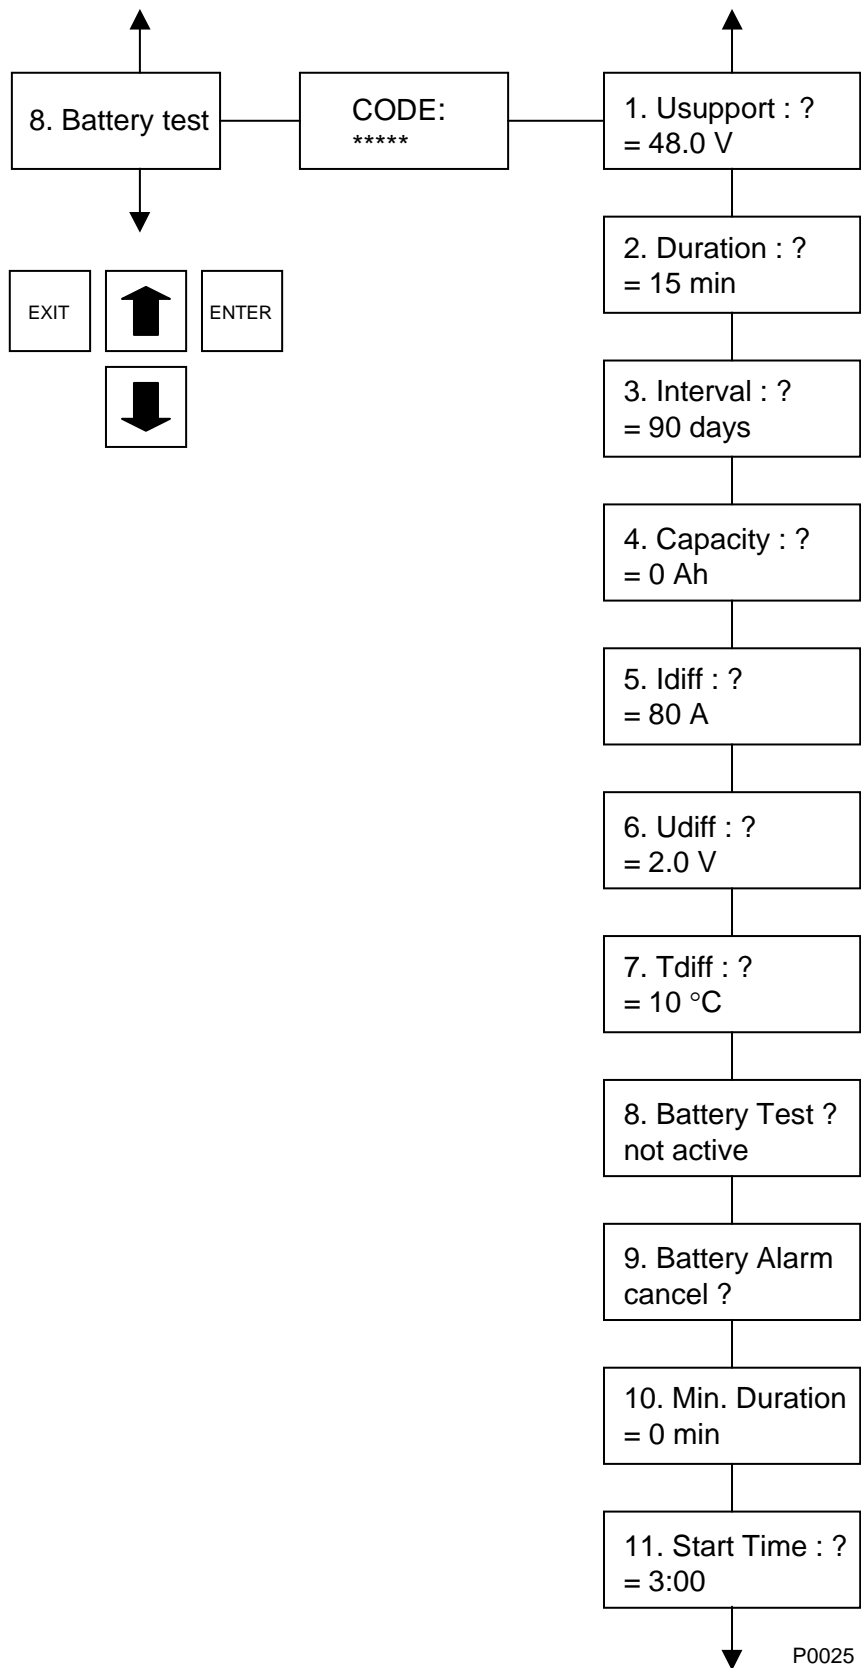 8. Battery test
CODE:
*****
EXIT
ENTER
1. Usupport : ?
= 48.0 V
2. Duration : ?
= 15 min
3. Interval : ?
= 90 days
4. Capacity : ?
= 0 Ah
5. Idiff : ?
= 80 A
6. Udiff : ?
= 2.0 V
7. Tdiff : ?
= 10 °C
8. Battery Test ?
not active
9. Battery Alarm
cancel ?
10. Min. Duration
= 0 min
11. Start Time : ?
= 3:00
P0025